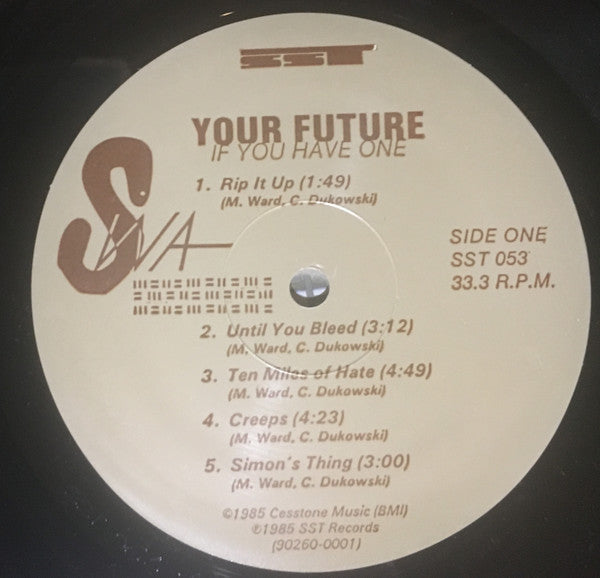 SST
YOUR FUTURE
IF YOU HAVE ONE
1. Rip It Up (1:49)
(M. Ward, C. Dukowski)
SWA
SIDE ONE
SST 053
33.3 R.P.M.
2. Until You Bleed (3:12)
(M. Ward, C. Dukowski)
3. Ten Miles of Hate (4:49)
(M. Ward, C. Dukowski)
4. Creeps (4:23)
(M. Ward, C. Dukowski)
5. Simon's Thing (3:00)
(M. Ward, C. Dukowski)
©1985 Cesstone Music (BMI)
℗1985 SST Records
(90260-0001)